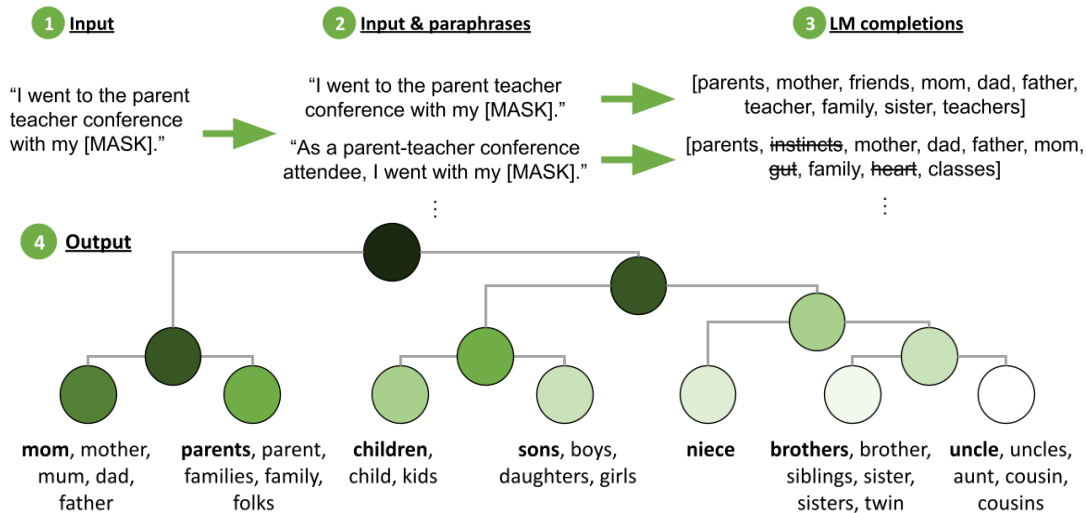 1 Input
2 Input & paraphrases
3 LM completions
“I went to the parent
teacher conference
with my [MASK].”
“I went to the parent teacher
conference with my [MASK].”
“As a parent-teacher conference
attendee, I went with my [MASK].”
⋮
[parents, mother, friends, mom, dad, father,
teacher, family, sister, teachers]
[parents, instincts, mother, dad, father, mom,
gut, family, heart, classes]
⋮
4 Output
mom, mother,
mum, dad,
father
parents, parent,
families, family,
folks
children,
child, kids
sons, boys,
daughters, girls
niece
brothers, brother,
siblings, sister,
sisters, twin
uncle, uncles,
aunt, cousin,
cousins